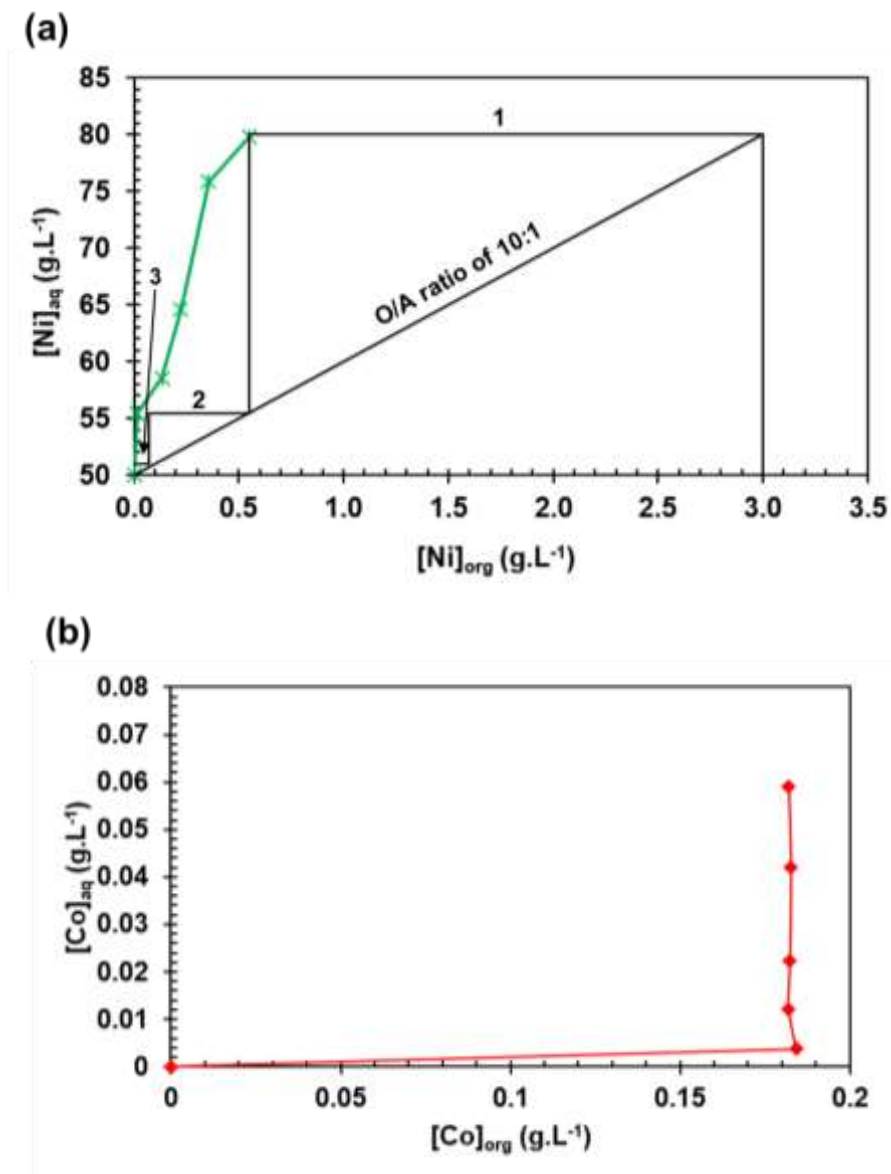 (a)
85
80
75
70
65
60
55
50
[Ni]aq (g.L-1)
1
2
3
O/A ratio of 10:1
0.0 0.5 1.0 1.5 2.0 2.5 3.0 3.5
[Ni]org (g.L-1)
(b)
0.08
0.07
0.06
0.05
0.04
0.03
0.02
0.01
0
[Co]aq (g.L-1)
0 0.05 0.1 0.15 0.2
[Co]org (g.L-1)